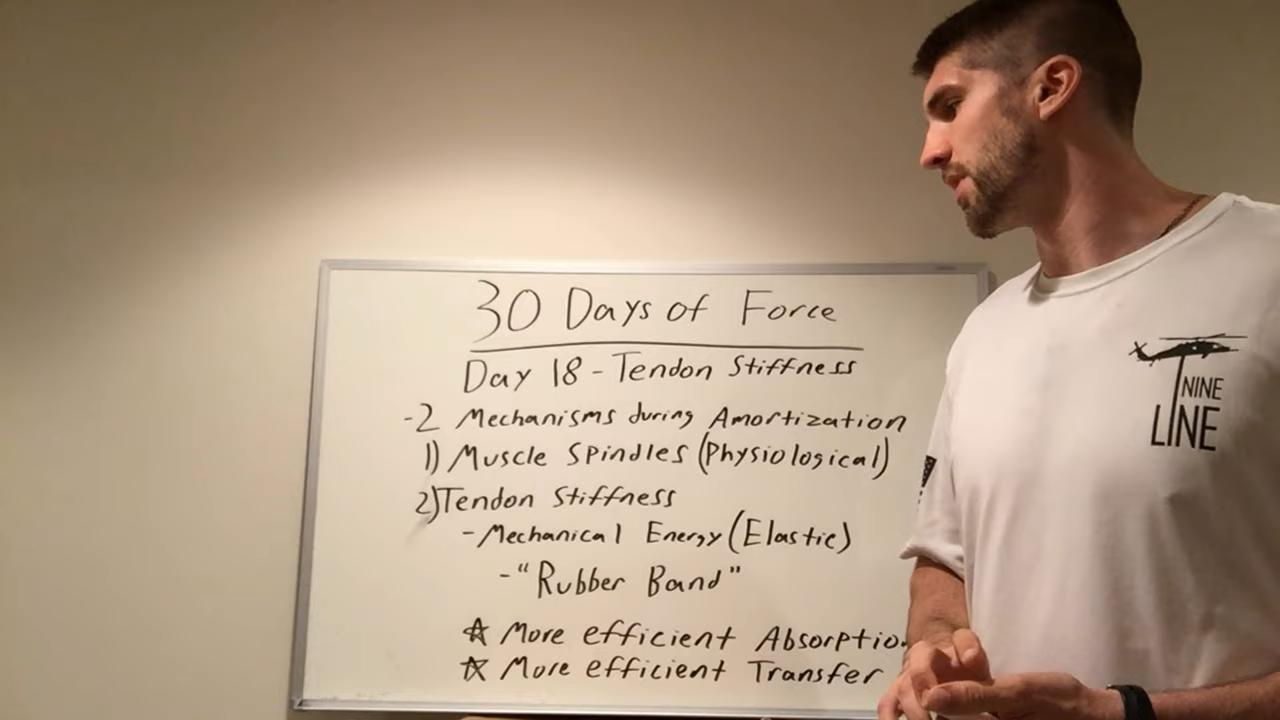 30 Days of Force
Day 18 - Tendon Stiffness
-2 Mechanisms during Amortization
1) Muscle Spindles (Physiological)
2) Tendon Stiffness
- Mechanical Energy (Elastic)
- "Rubber Band"
☆ More efficient Absorptio
☆ More efficient Transfer
NINE
LINE